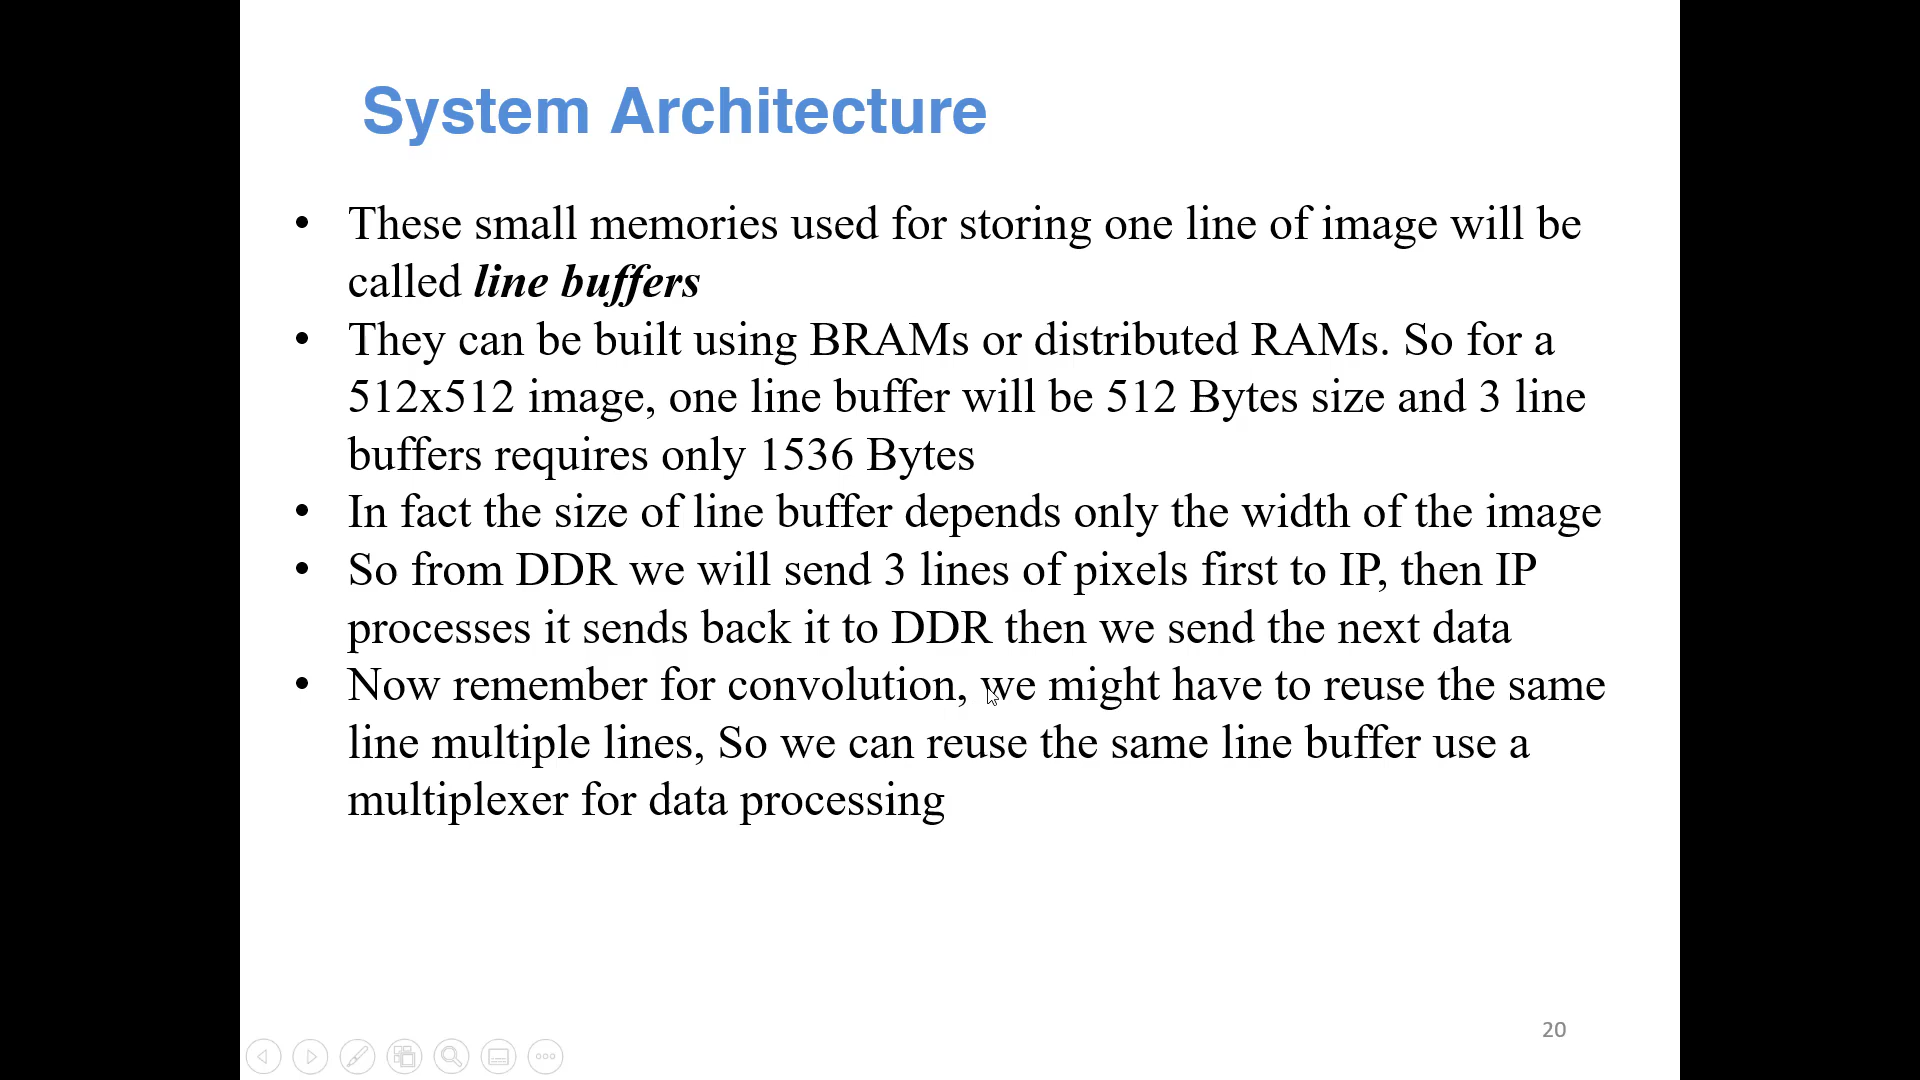 System Architecture
• These small memories used for storing one line of image will be
called line buffers
• They can be built using BRAMs or distributed RAMs. So for a
512x512 image, one line buffer will be 512 Bytes size and 3 line
buffers requires only 1536 Bytes
• In fact the size of line buffer depends only the width of the image
• So from DDR we will send 3 lines of pixels first to IP, then IP
processes it sends back it to DDR then we send the next data
• Now remember for convolution, we might have to reuse the same
line multiple lines, So we can reuse the same line buffer use a
multiplexer for data processing
20